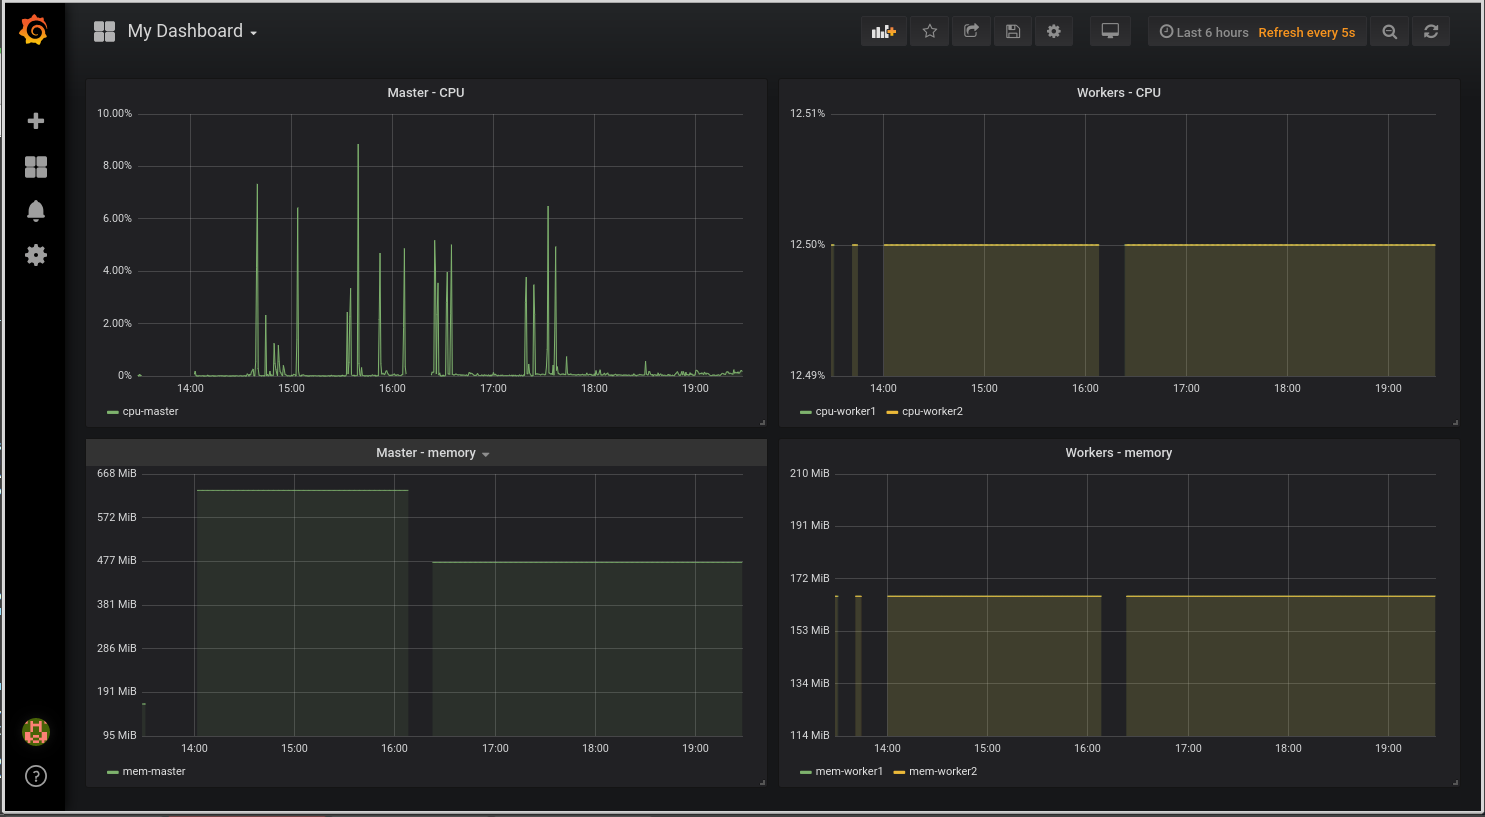 My Dashboard
Last 6 hours Refresh every 5s
Master - CPU
10.00%
8.00%
6.00%
4.00%
2.00%
0%
14:00 15:00 16:00 17:00 18:00 19:00
cpu-master
Workers - CPU
12.51%
12.50%
12.49%
14:00 15:00 16:00 17:00 18:00 19:00
cpu-worker1 cpu-worker2
Master - memory
668 MiB
572 MiB
477 MiB
381 MiB
286 MiB
191 MiB
95 MiB
14:00 15:00 16:00 17:00 18:00 19:00
mem-master
Workers - memory
210 MiB
191 MiB
172 MiB
153 MiB
134 MiB
114 MiB
14:00 15:00 16:00 17:00 18:00 19:00
mem-worker1 mem-worker2
?